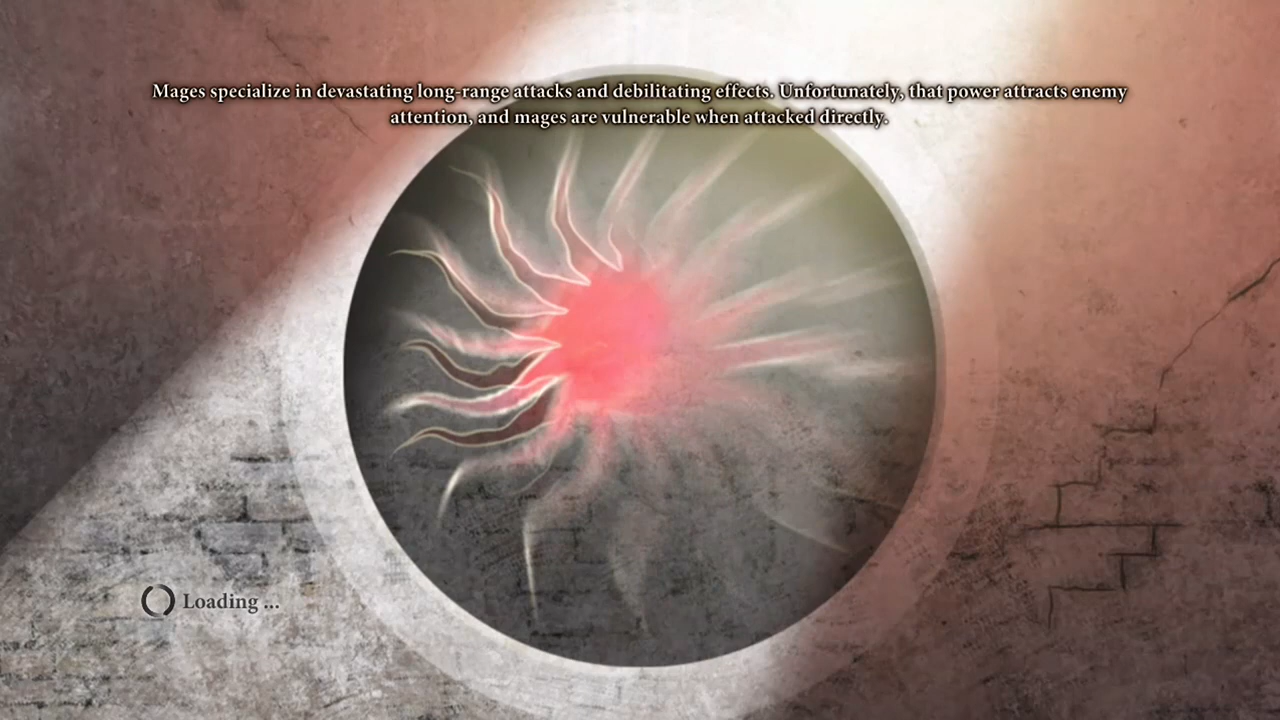 Mages specialize in devastating long-range attacks and debilitating effects. Unfortunately, that power attracts enemy
attention, and mages are vulnerable when attacked directly.
Loading ...